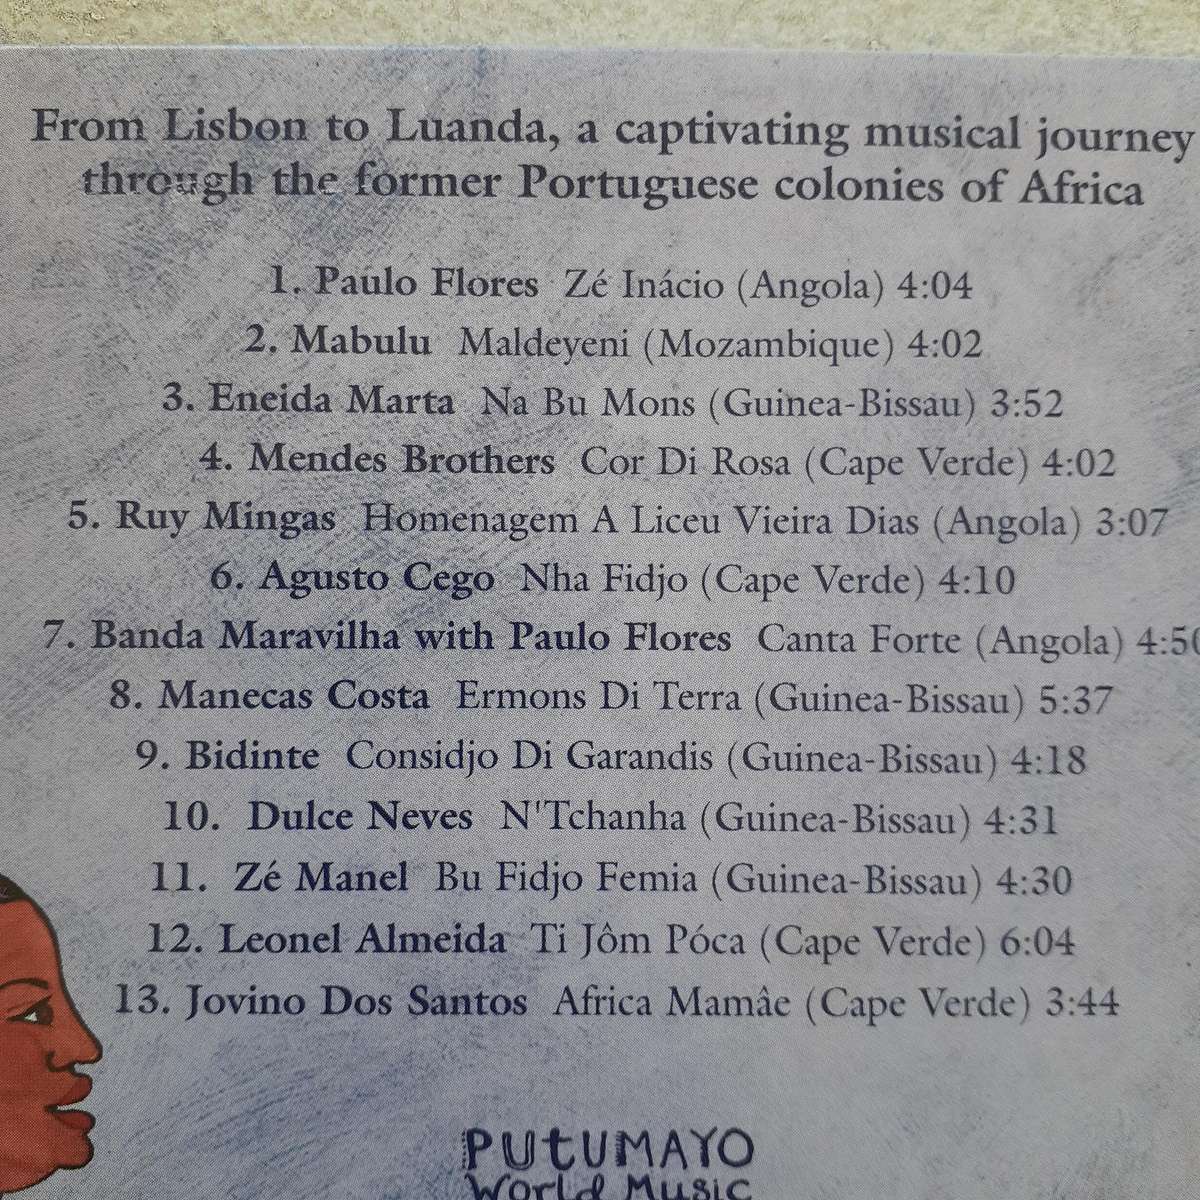 From Lisbon to Luanda, a captivating musical journey
through the former Portuguese colonies of Africa
1. Paulo Flores Zé Inácio (Angola) 4:04
2. Mabulu Maldeyeni (Mozambique) 4:02
3. Eneida Marta Na Bu Mons (Guinea-Bissau) 3:52
4. Mendes Brothers Cor Di Rosa (Cape Verde) 4:02
5. Ruy Mingas Homenagem A Liceu Vieira Dias (Angola) 3:07
6. Agusto Cego Nha Fidjo (Cape Verde) 4:10
7. Banda Maravilha with Paulo Flores Canta Forte (Angola) 4:50
8. Manecas Costa Ermons Di Terra (Guinea-Bissau) 5:37
9. Bidinte Considjo Di Garandis (Guinea-Bissau) 4:18
10. Dulce Neves N'Tchanha (Guinea-Bissau) 4:31
11. Zé Manel Bu Fidjo Femia (Guinea-Bissau) 4:30
12. Leonel Almeida Ti Jôm Póca (Cape Verde) 6:04
13. Jovino Dos Santos Africa Mamâe (Cape Verde) 3:44
PUTUMAYO
World Music